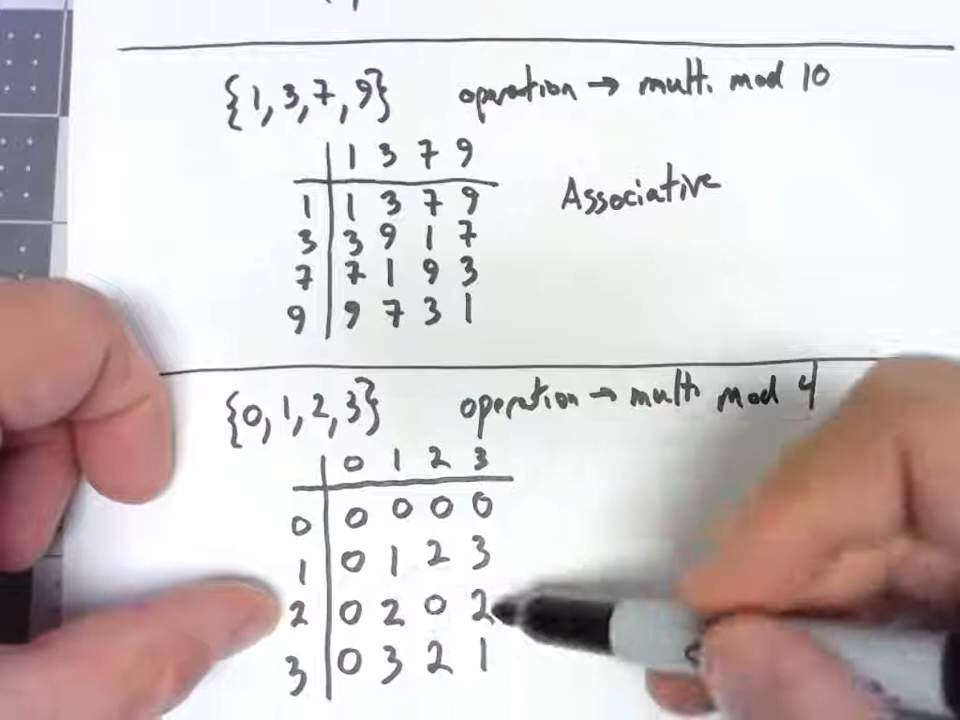 {1, 3, 7, 9} operation → mult. mod 10
1 3 7 9
1 1 3 7 9
3 3 9 1 7
7 7 1 9 3
9 9 7 3 1
Associative
{0, 1, 2, 3} operation → mult. mod 4
0 1 2 3
0 0 0 0 0
1 0 1 2 3
2 0 2 0 2
3 0 3 2 1